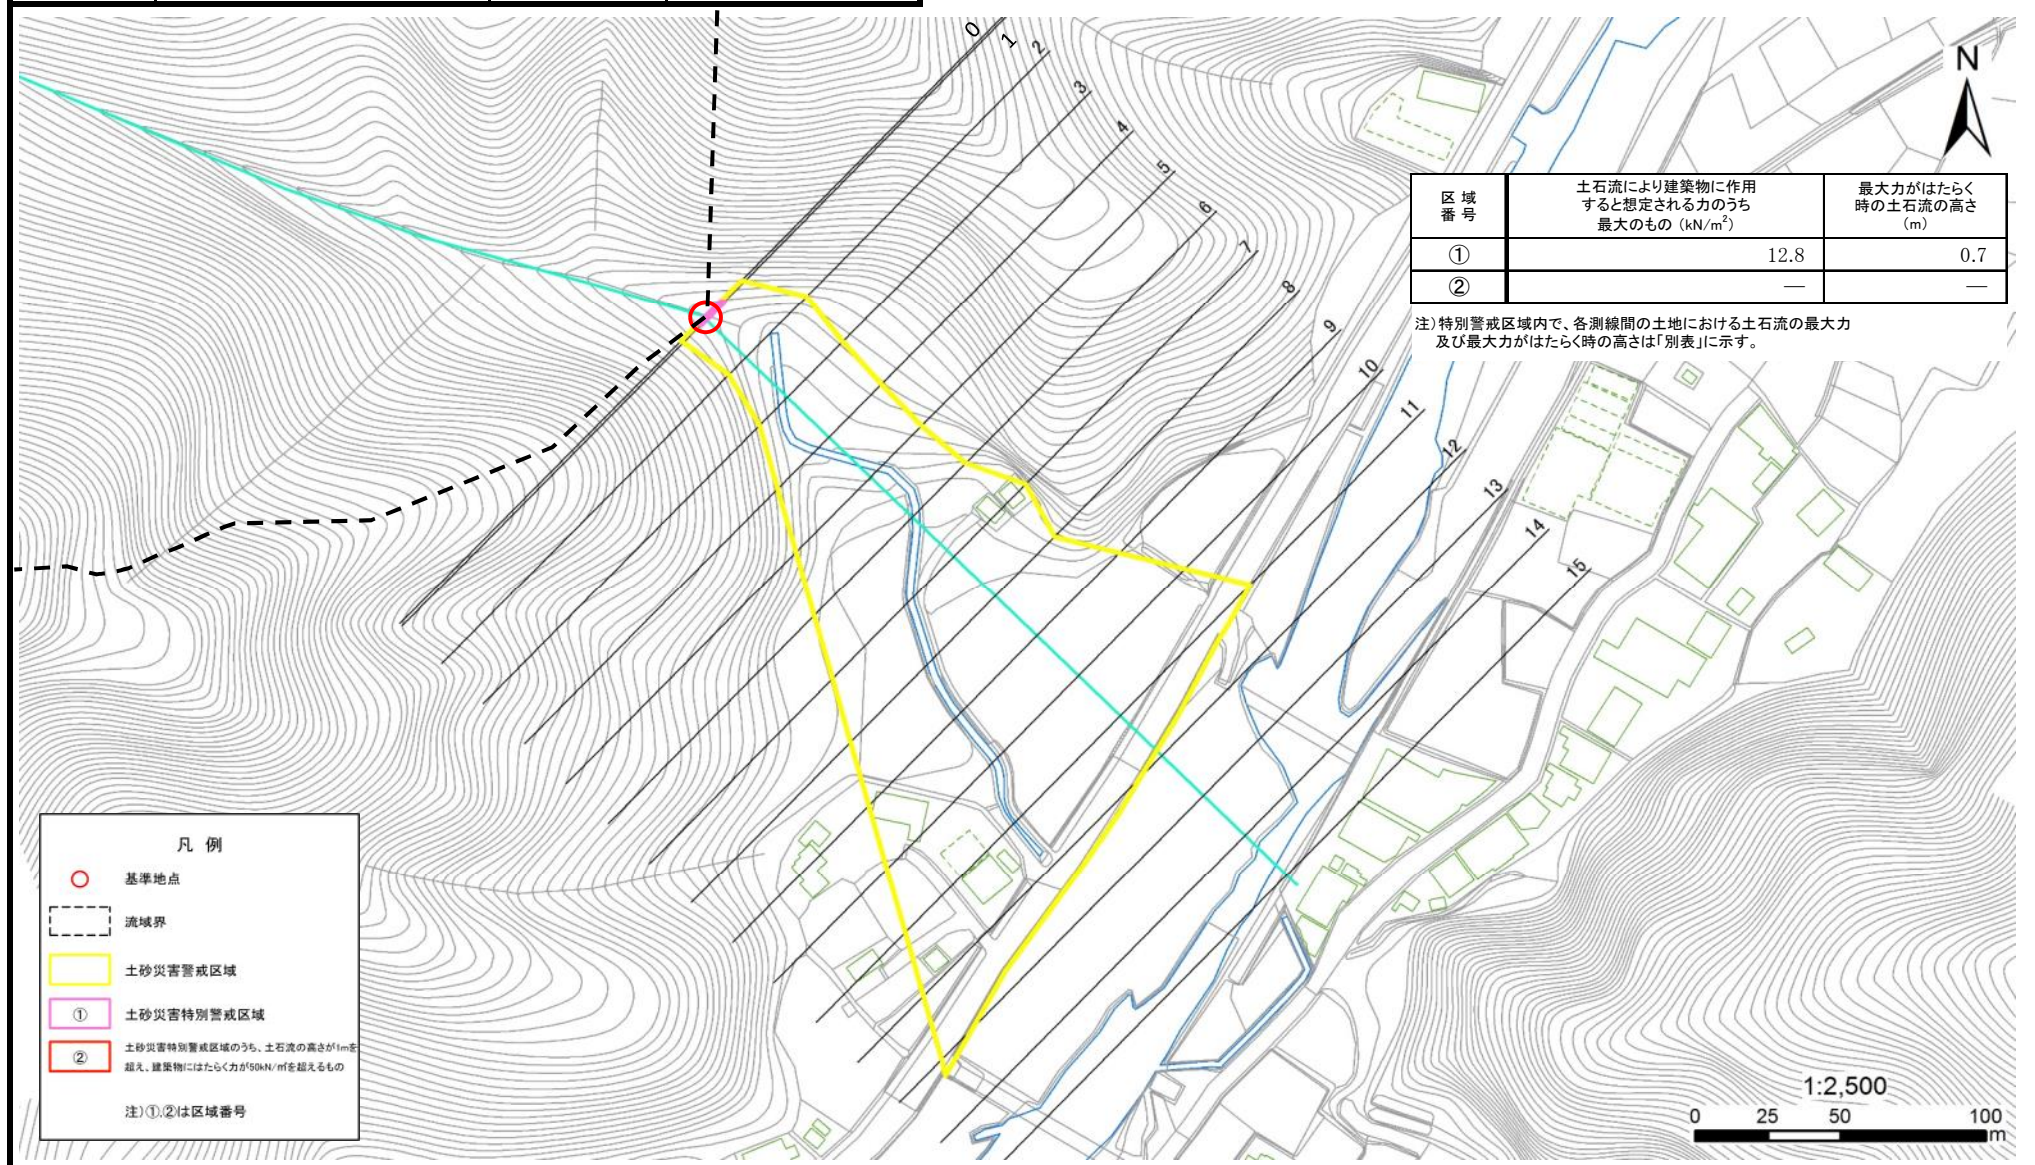 0
1
2
3
4
5
6
7
8
9
10
11
12
13
14
15
N
区 域
番 号
土石流により建築物に作用
すると想定される力のうち
最大のもの (kN/m²)
最大力がはたらく
時の土石流の高さ
(m)
① 12.8 0.7
② — —
注)特別警戒区域内で、各測線間の土地における土石流の最大力
及び最大力がはたらく時の高さは「別表」に示す。
凡 例
基準地点
流域界
土砂災害警戒区域
① 土砂災害特別警戒区域
② 土砂災害特別警戒区域のうち、土石流の高さが1mを
超え、建築物にはたらく力が50kN/㎡を超えるもの
注)①,②は区域番号
1:2,500
0 25 50 100
m